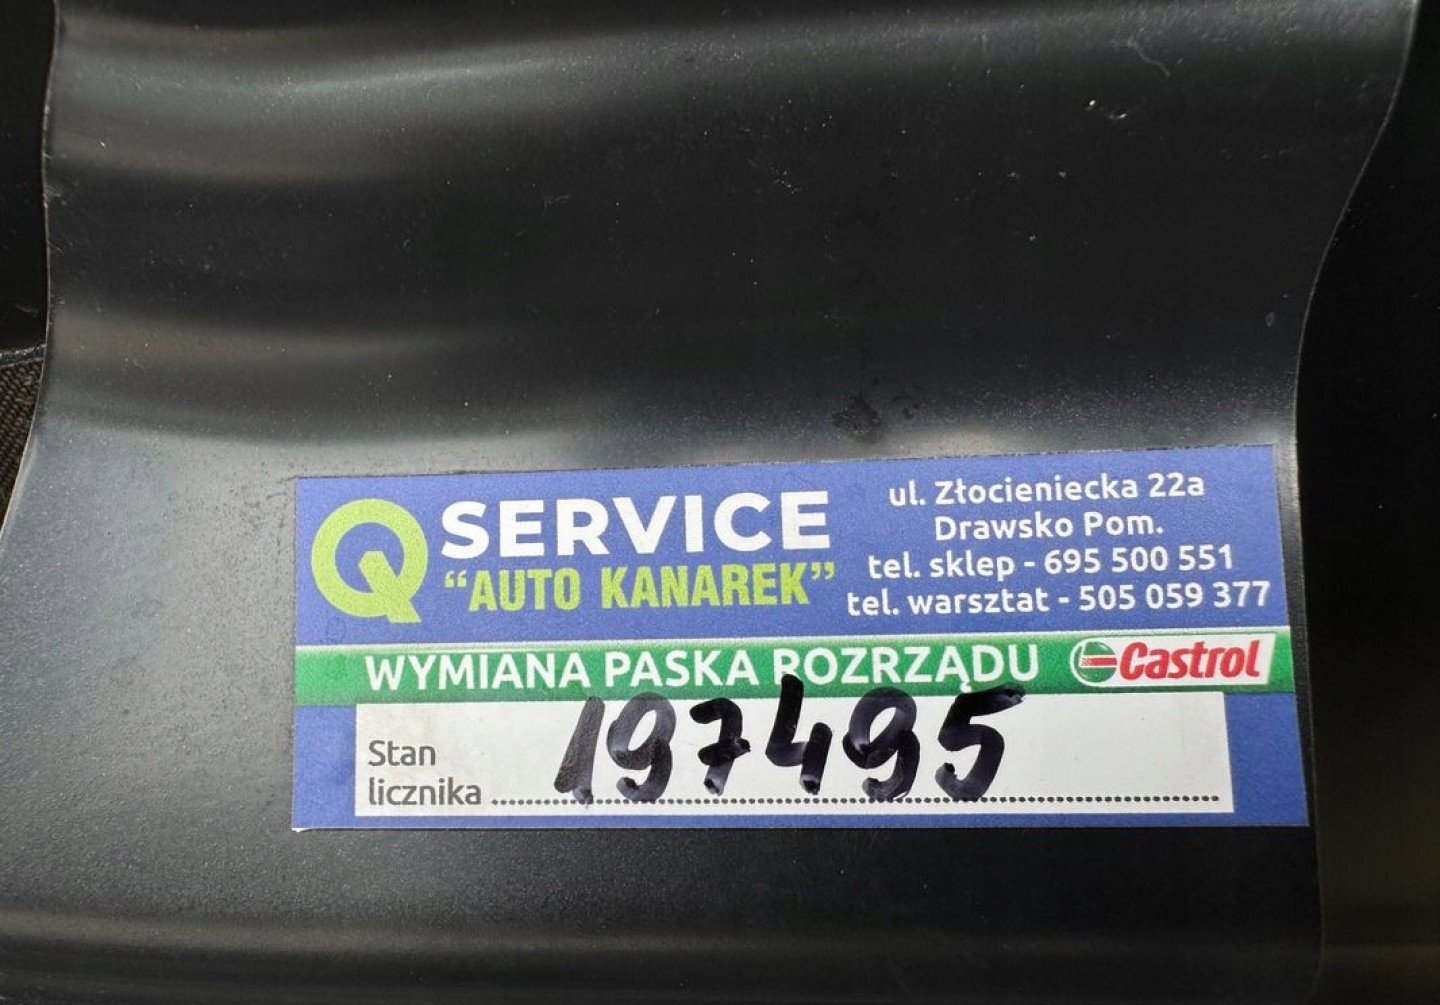 Q SERVICE
"AUTO KANAREK"
ul. Złocieniecka 22a
Drawsko Pom.
tel. sklep - 695 500 551
tel. warsztat - 505 059 377
WYMIANA PASKA ROZRZĄDU Castrol
Stan
licznika 197495